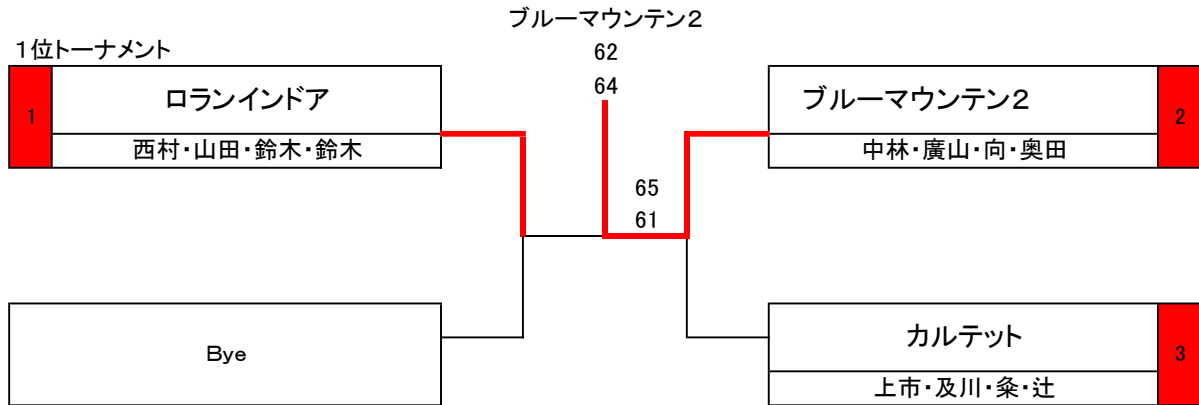 ブルーマウンテン2
１位トーナメント
62
64
1
ロランインドア
西村・山田・鈴木・鈴木
ブルーマウンテン２
2
中林・廣山・向・奥田
65
61
Bye
カルテット
3
上市・及川・粂・辻